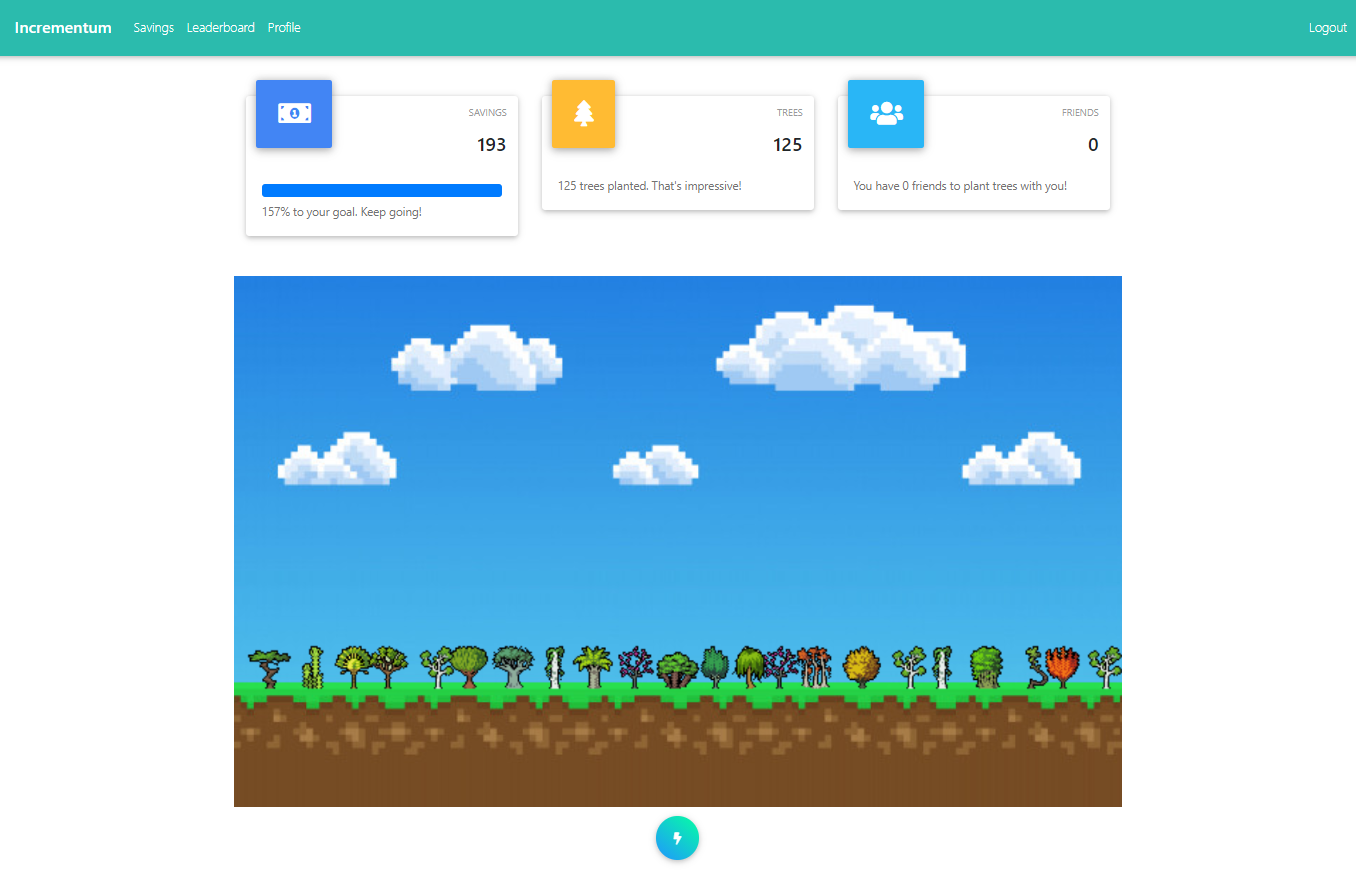 Incrementum Savings Leaderboard Profile Logout
SAVINGS
193
157% to your goal. Keep going!
TREES
125
125 trees planted. That's impressive!
FRIENDS
0
You have 0 friends to plant trees with you!